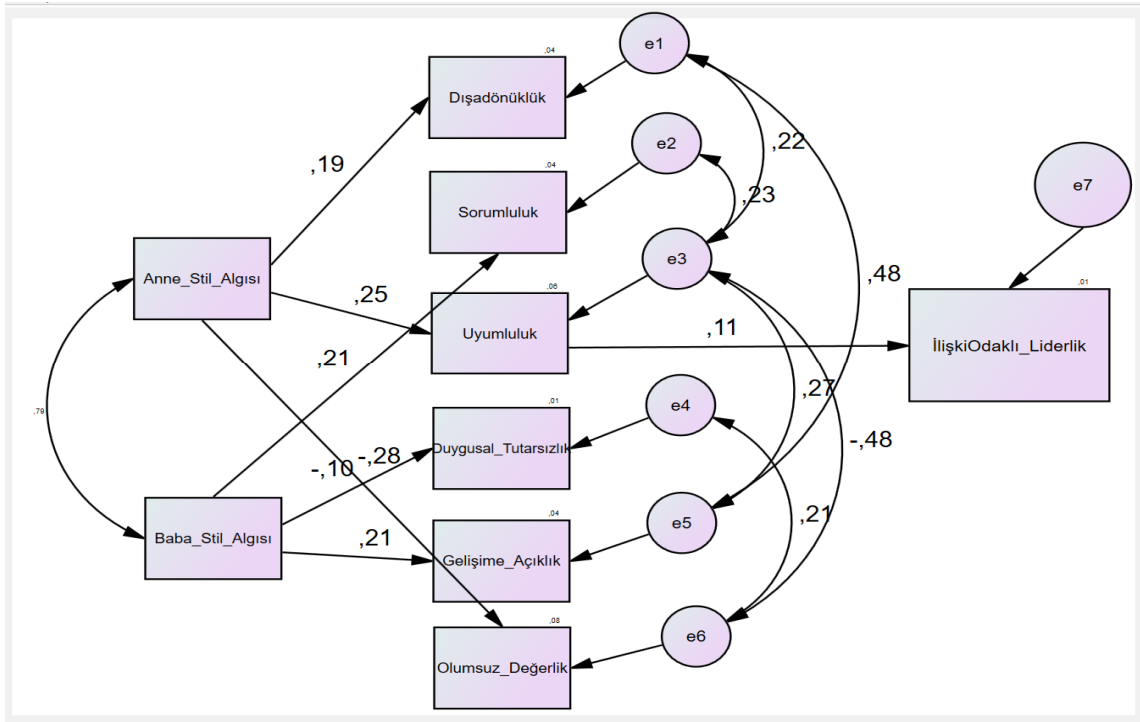 ,04
e1
Dışadönüklük
,19
,22
,04
e2
Sorumluluk
,23
e7
e3
Anne_Stil_Algısı
,25
,06
Uyumluluk
,48
,01
,11
İlişkiOdaklı_Liderlik
,21
,27
,79
,01
e4
Duygusal_Tutarsızlık
-,28
-,10
-,48
Baba_Stil_Algısı
,21
,04
e5
Gelişime_Açıklık
,21
,08
e6
Olumsuz_Değerlik